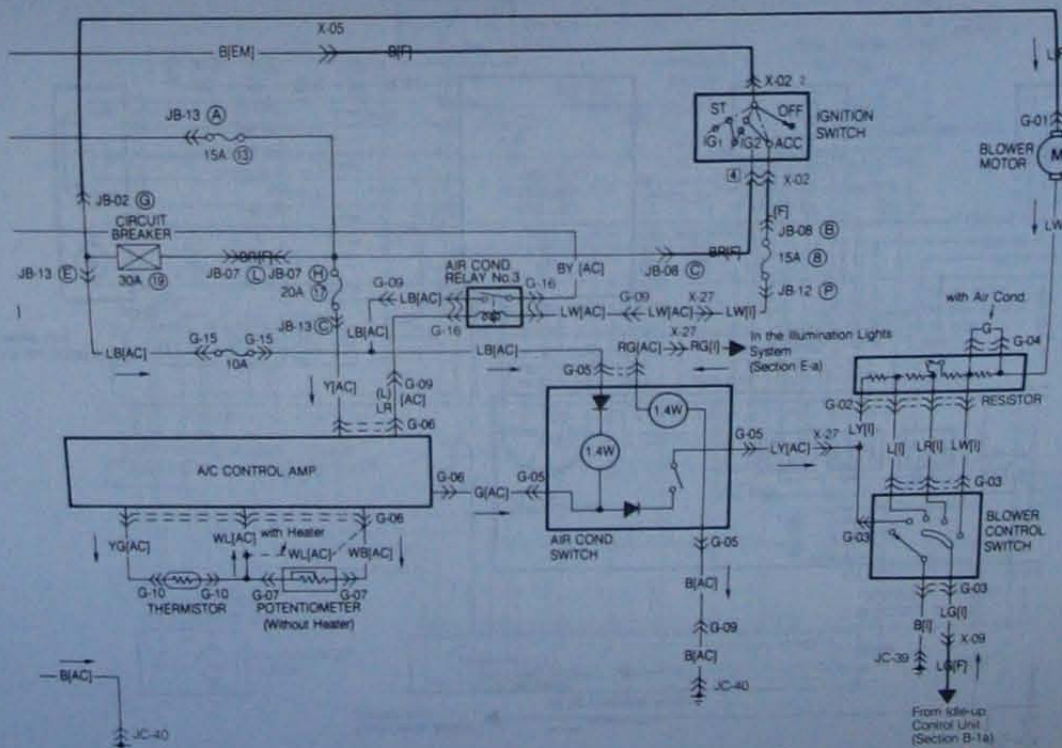 X-05
B[EM]
B[F]
X-02 2
ST
OFF
IG1
IG2
ACC
IGNITION
SWITCH
4
X-02
JB-13 A
15A 13
G-01
BLOWER
MOTOR
M
LW
JB-02 G
CIRCUIT
BREAKER
30A 19
JB-13 E
BR[F]
JB-07 L
JB-07 H
20A 17
JB-13 C
AIR COND
RELAY No.3
G-09
LB[AC]
G-16
G-16
BY [AC]
BR[F]
JB-06 C
[F]
JB-08 B
15A 8
JB-12 P
LW[AC]
G-09
LW[AC]
X-27
LW[I]
LB[AC]
LB[AC]
G-15
G-15
10A
LB[AC]
RG[AC]
X-27
RG[I]
In the Illumination Lights
System
(Section E-a)
with Air Cond.
G
G-04
RESISTOR
G-02
LY[I]
L[I]
LR[I]
LW[I]
Y[AC]
(L)
LR
G-09
[AC]
G-06
G-05
1.4W
1.4W
A/C CONTROL AMP.
G-06
G[AC]
G-05
G-05
LY[AC]
X-27
AIR COND
SWITCH
G-05
G-03
G-03
BLOWER
CONTROL
SWITCH
G-06
YG[AC]
WL[AC]
with Heater
WL[AC]
WB[AC]
G-10
G-10
THERMISTOR
G-07
G-07
POTENTIOMETER
(Without Heater)
B[AC]
G-09
B[AC]
JC-40
G-03
B[I]
LG[I]
X-09
JC-39
LG[F]
From Idle-up
Control Unit
(Section B-1a)
B[AC]
JC-40